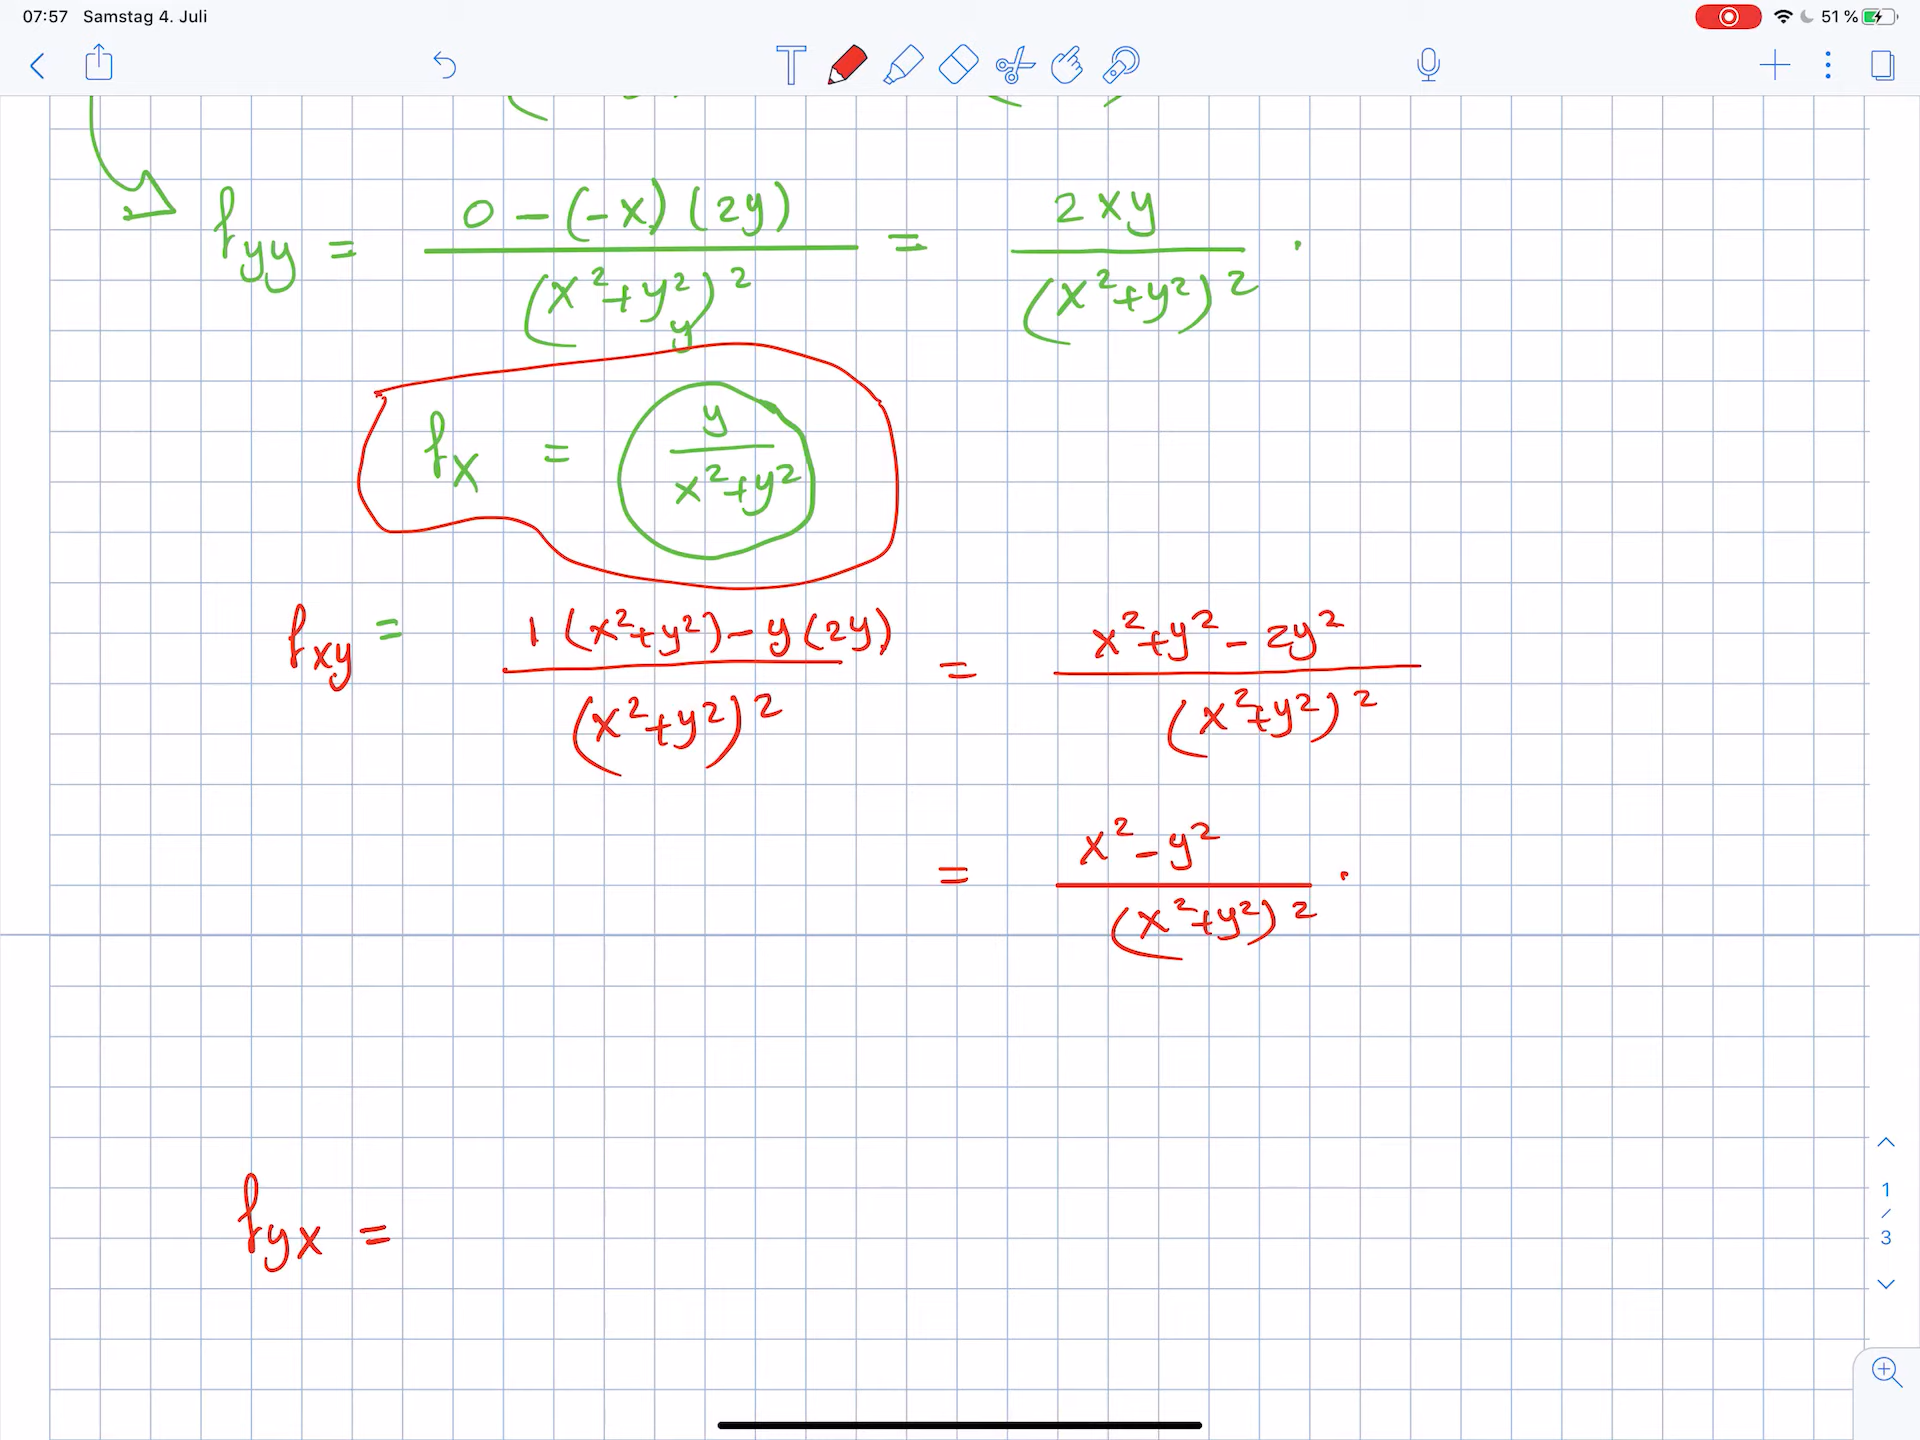 07:57 Samstag 4. Juli 51 %
fyy = 0 - (-x) (2y) / (x²+y²)² = 2xy / (x²+y²)² .
y
fx = y / x²+y²
fxy = 1 (x²+y²) - y (2y) / (x²+y²)² = x²+y² - 2y² / (x²+y²)²
= x² - y² / (x²+y²)² .
1 / 3
fyx =